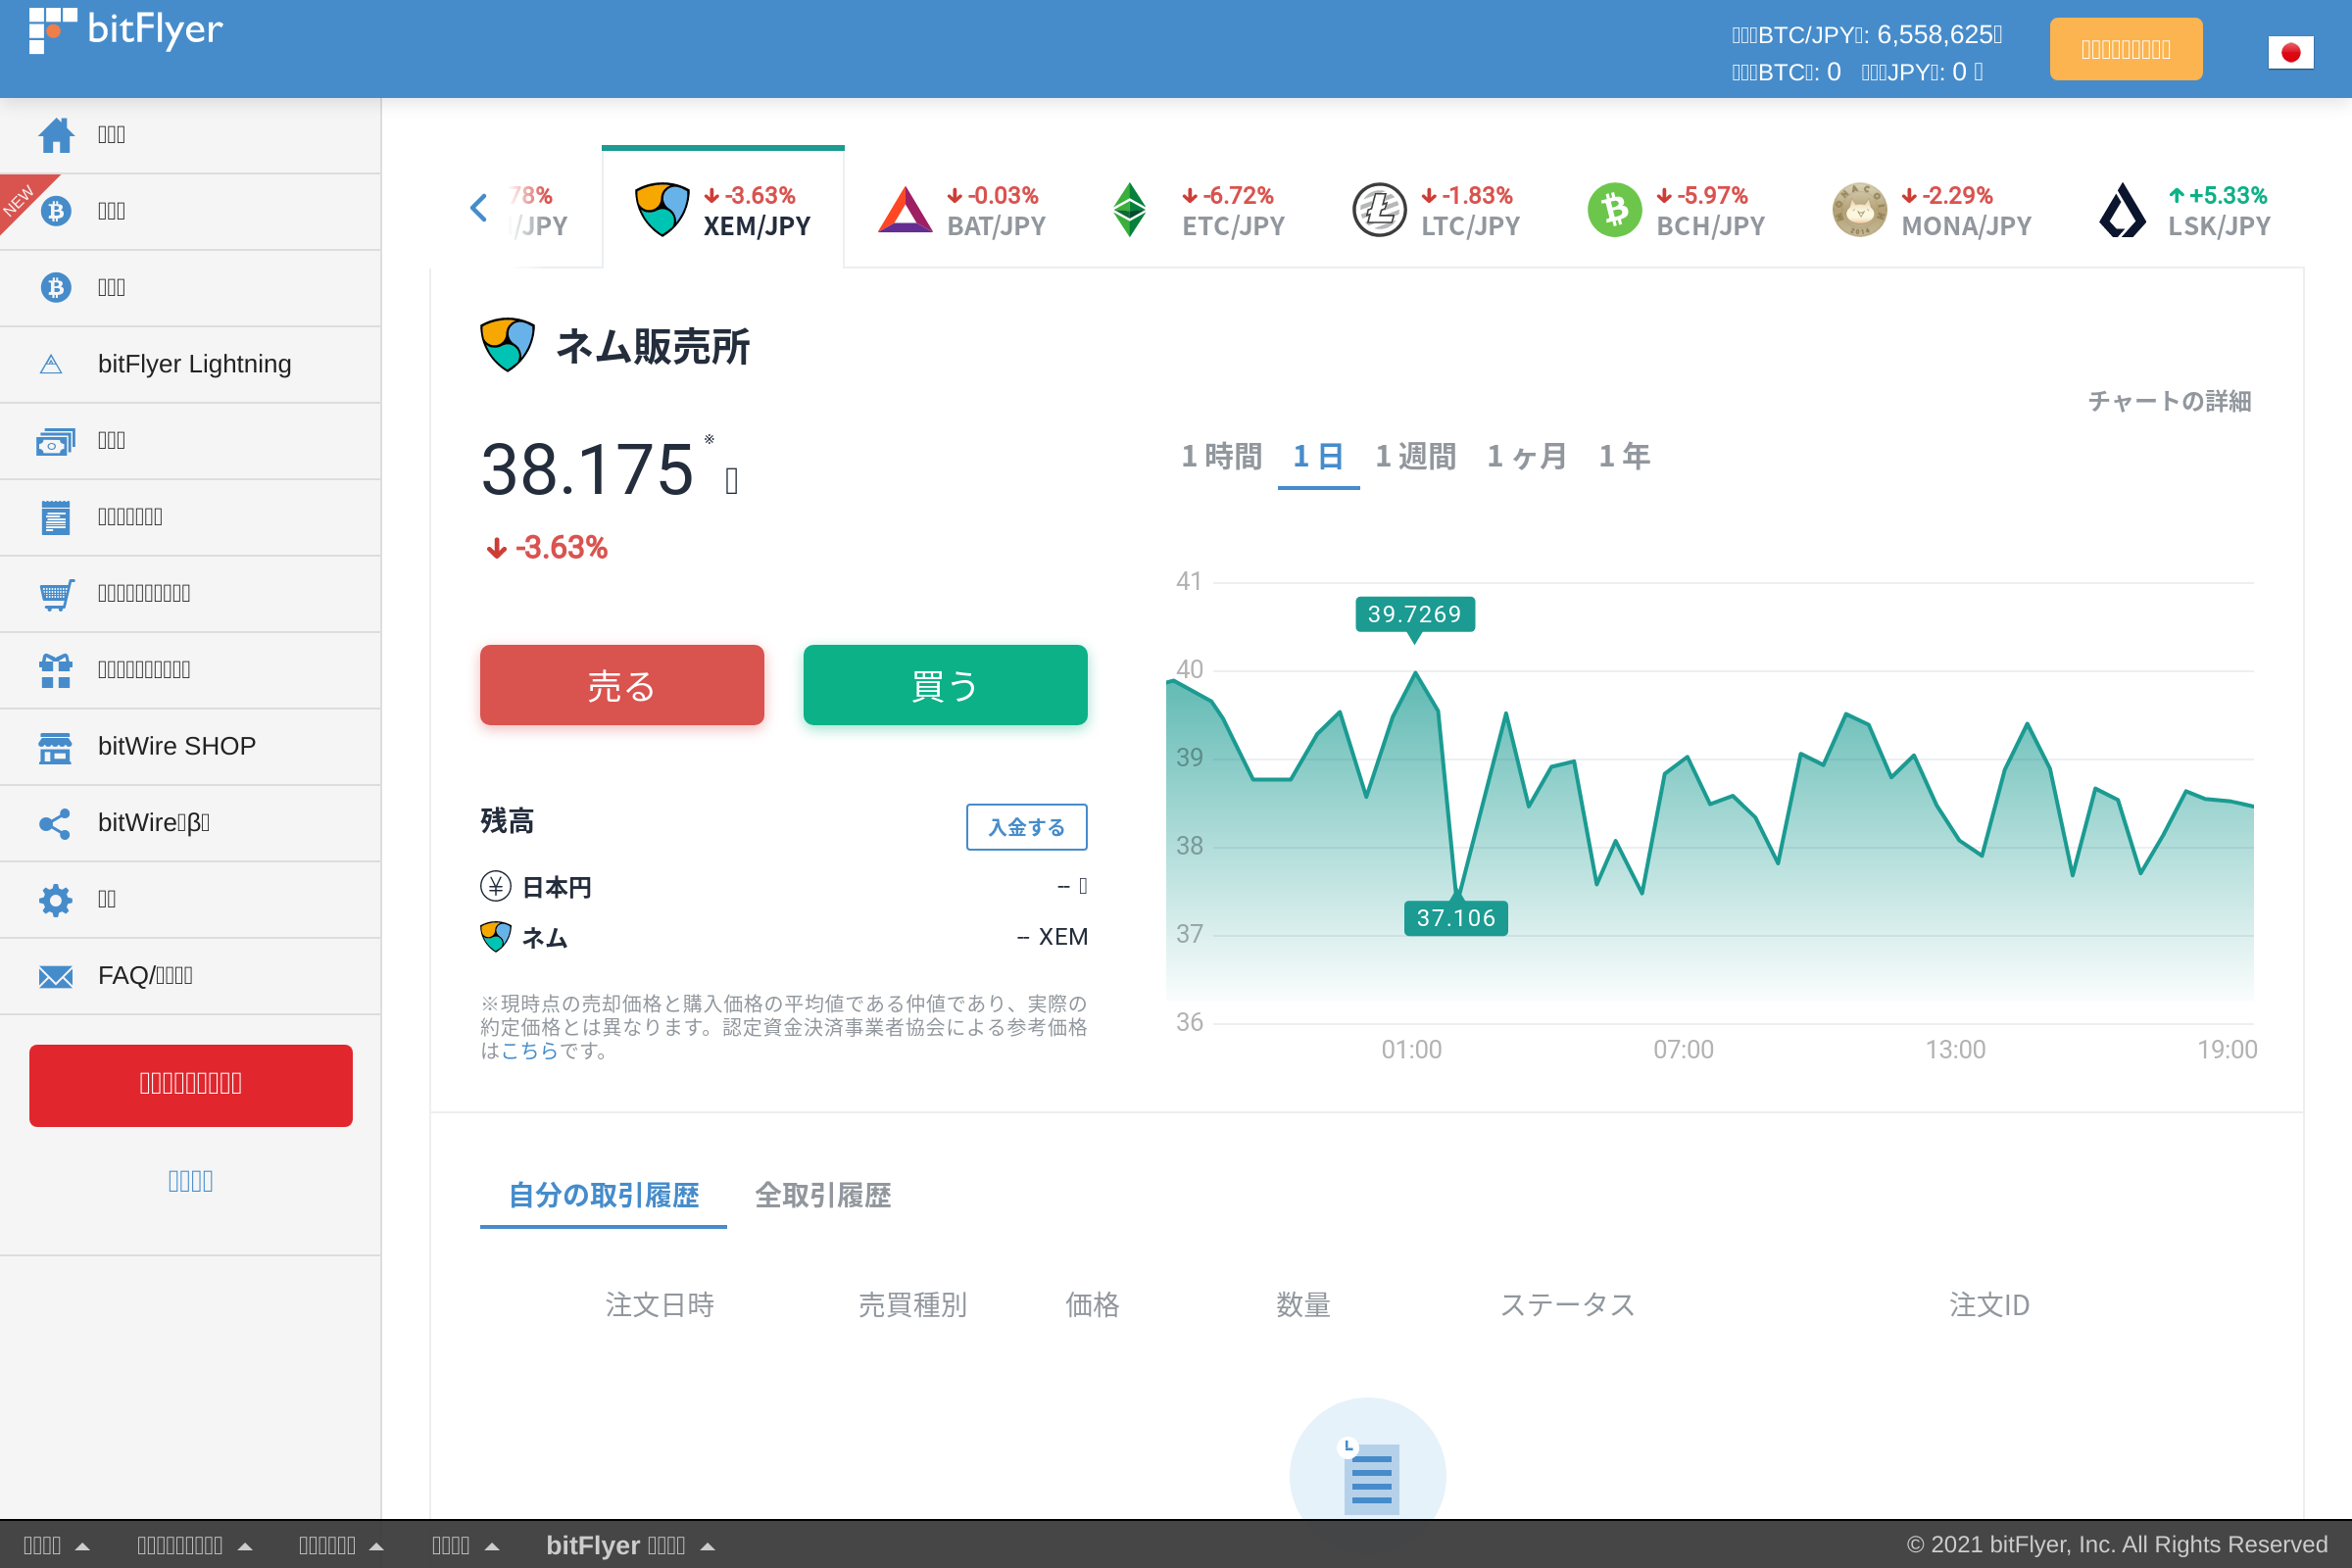 bitFlyer
BTC/JPY: 6,558,625
BTC: 0 JPY: 0
NEW
bitFlyer Lightning
bitWire SHOP
bitWire β
FAQ/
78%
/JPY
-3.63%
XEM/JPY
-0.03%
BAT/JPY
-6.72%
ETC/JPY
-1.83%
LTC/JPY
-5.97%
BCH/JPY
-2.29%
MONA/JPY
+5.33%
LSK/JPY
ネム販売所
チャートの詳細
38.175 ※
-3.63%
1 時間 1 日 1 週間 1 ヶ月 1 年
売る 買う
残高 入金する
日本円 --
ネム -- XEM
※現時点の売却価格と購入価格の平均値である仲値であり、実際の
約定価格とは異なります。認定資金決済事業者協会による参考価格
はこちらです。
41
40
39
38
37
36
39.7269
37.106
01:00 07:00 13:00 19:00
自分の取引履歴 全取引履歴
注文日時 売買種別 価格 数量 ステータス 注文ID
bitFlyer
© 2021 bitFlyer, Inc. All Rights Reserved